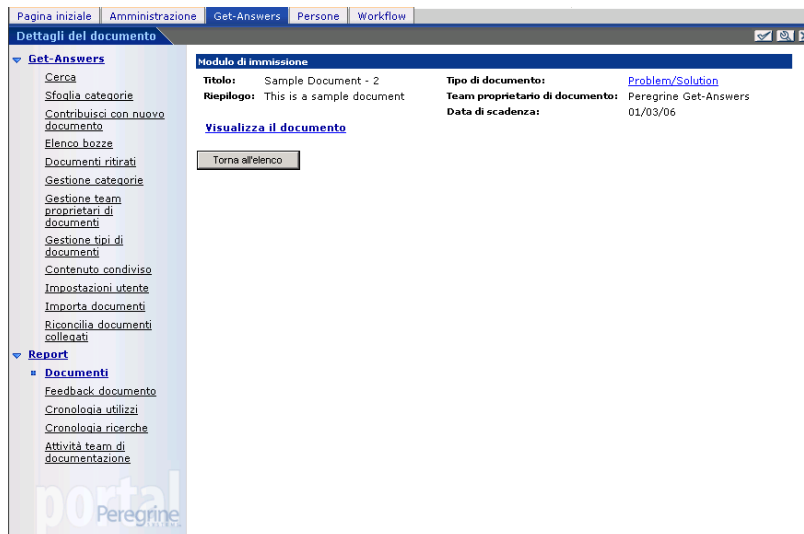 Pagina iniziale Amministrazione Get-Answers Persone Workflow
Dettagli del documento
Get-Answers
Cerca
Sfoglia categorie
Contribuisci con nuovo
documento
Elenco bozze
Documenti ritirati
Gestione categorie
Gestione team
proprietari di
documenti
Gestione tipi di
documenti
Contenuto condiviso
Impostazioni utente
Importa documenti
Riconcilia documenti
collegati
Report
Documenti
Feedback documento
Cronologia utilizzi
Cronologia ricerche
Attività team di
documentazione
portal
Peregrine
Modulo di immissione
Titolo: Sample Document - 2 Tipo di documento: Problem/Solution
Riepilogo: This is a sample document Team proprietario di documento: Peregrine Get-Answers
Data di scadenza: 01/03/06
Visualizza il documento
Torna all'elenco